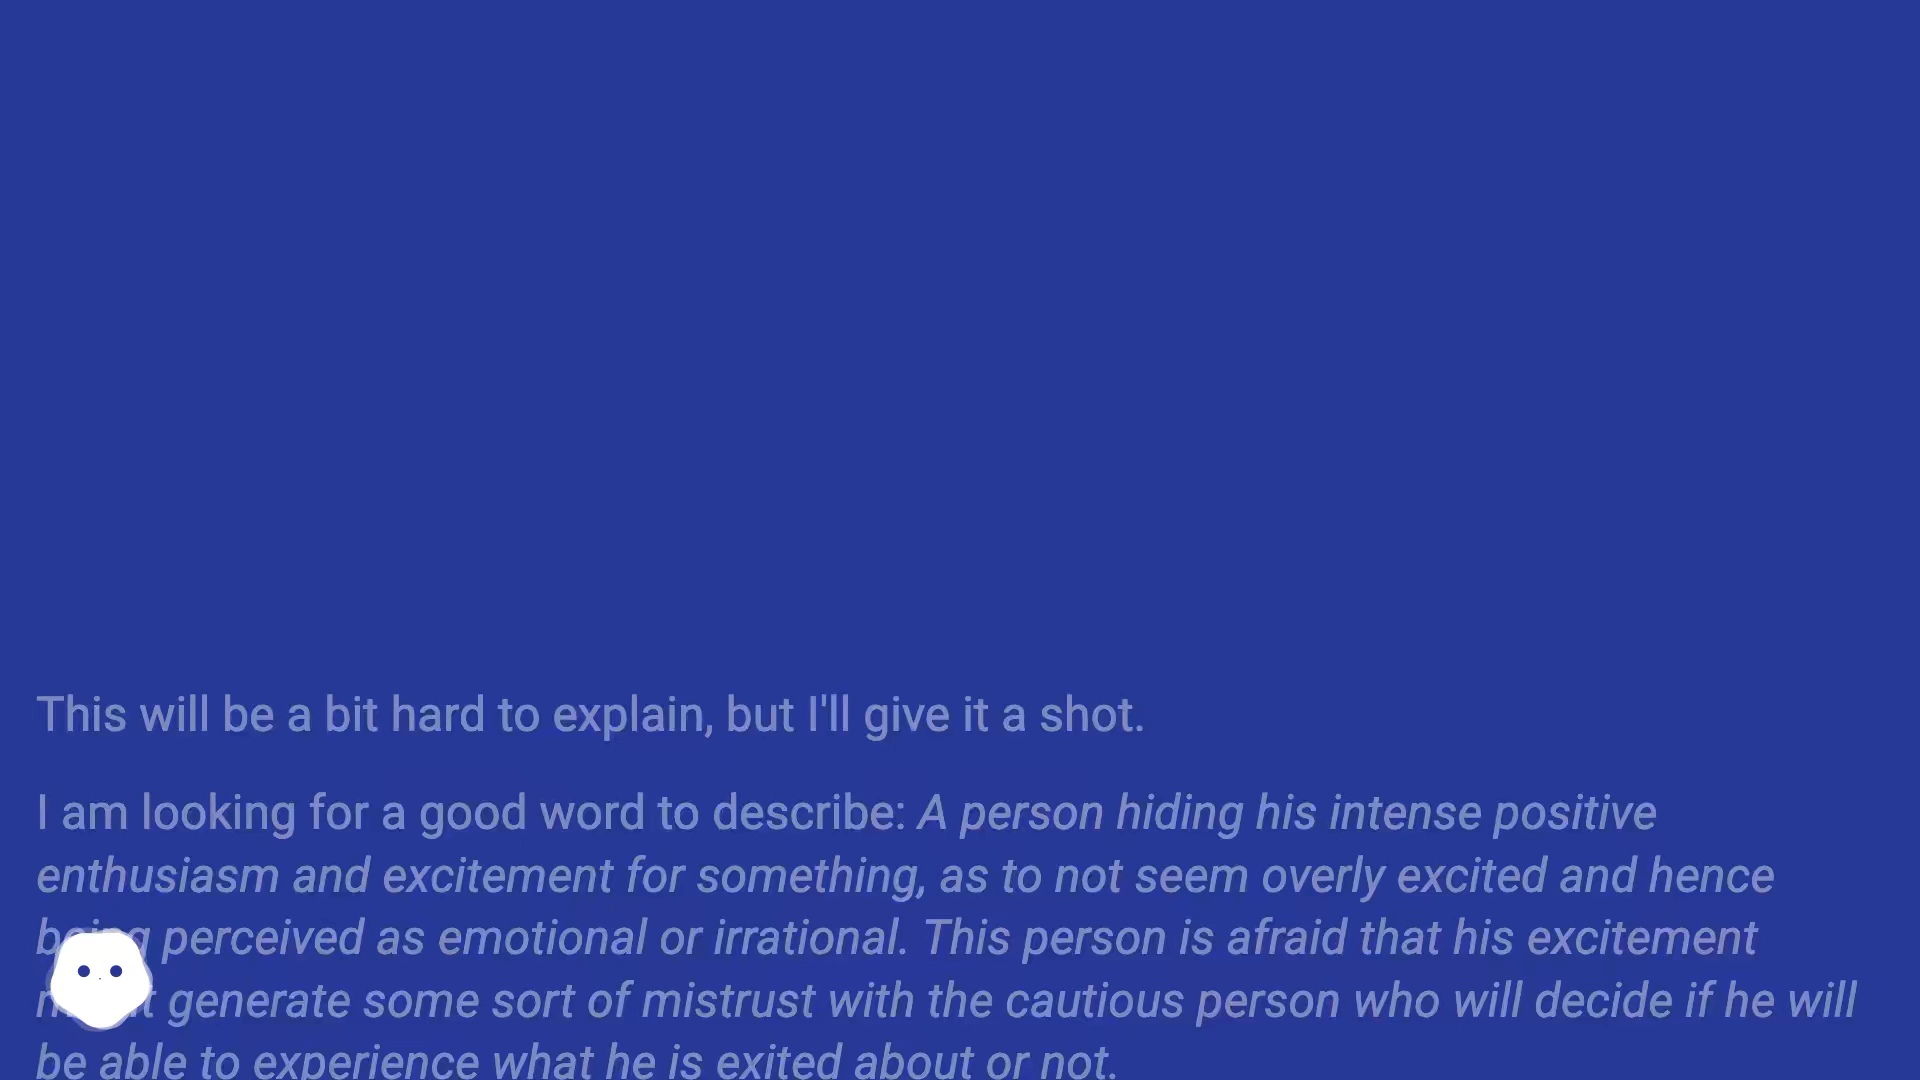 This will be a bit hard to explain, but I'll give it a shot.
I am looking for a good word to describe: A person hiding his intense positive
enthusiasm and excitement for something, as to not seem overly excited and hence
being perceived as emotional or irrational. This person is afraid that his excitement
generate some sort of mistrust with the cautious person who will decide if he will
be able to experience what he is exited about or not.